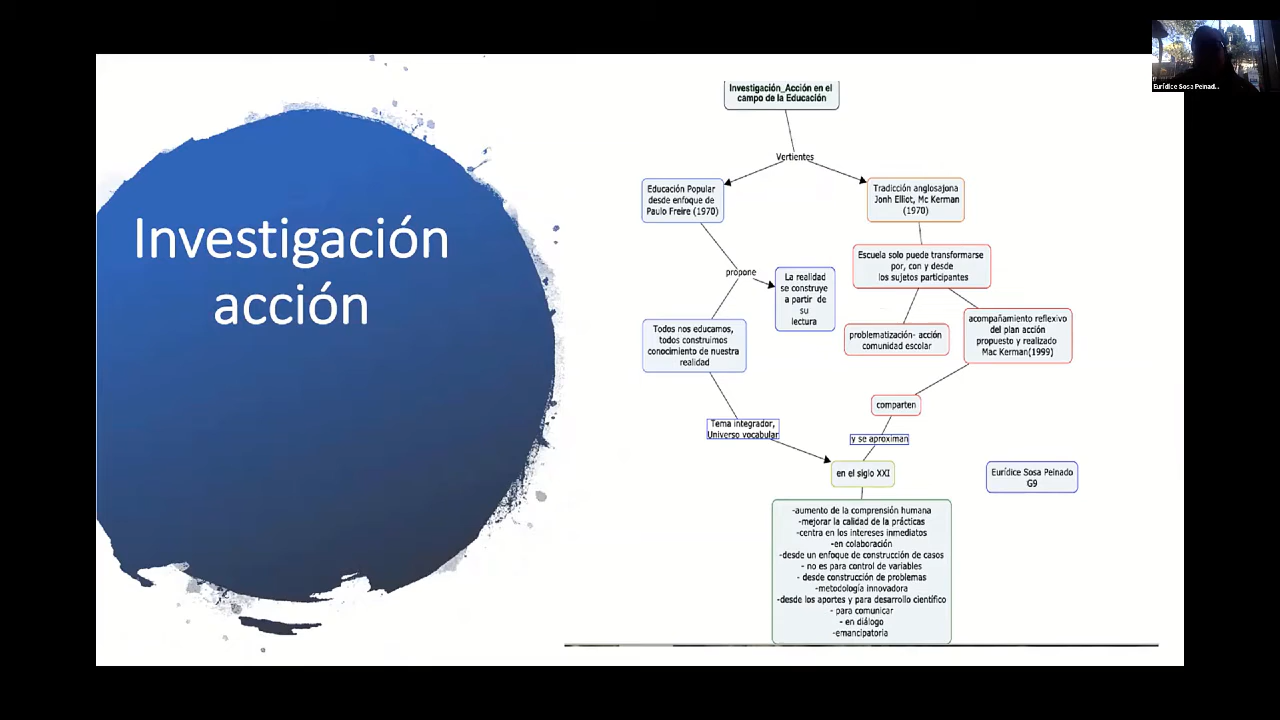 Eurídice Sosa Peinad...
Investigación
acción
Investigación_Acción en el
campo de la Educación
Vertientes
Educación Popular
desde enfoque de
Paulo Freire (1970)
Tradicción anglosajona
Jonh Elliot, Mc Kerman
(1970)
propone
La realidad
se construye
a partir de
su
lectura
Escuela solo puede transformarse
por, con y desde
los sujetos participantes
Todos nos educamos,
todos construimos
conocimiento de nuestra
realidad
problematización- acción
comunidad escolar
acompañamiento reflexivo
del plan acción
propuesto y realizado
Mac Kerman(1999)
comparten
Tema integrador,
Universo vocabular
y se aproximan
en el siglo XXI
Eurídice Sosa Peinado
G9
-aumento de la comprensión humana
-mejorar la calidad de la prácticas
-centra en los intereses inmediatos
-en colaboración
-desde un enfoque de construcción de casos
- no es para control de variables
- desde construcción de problemas
-metodología innovadora
-desde los aportes y para desarrollo científico
- para comunicar
- en diálogo
-emancipatoria